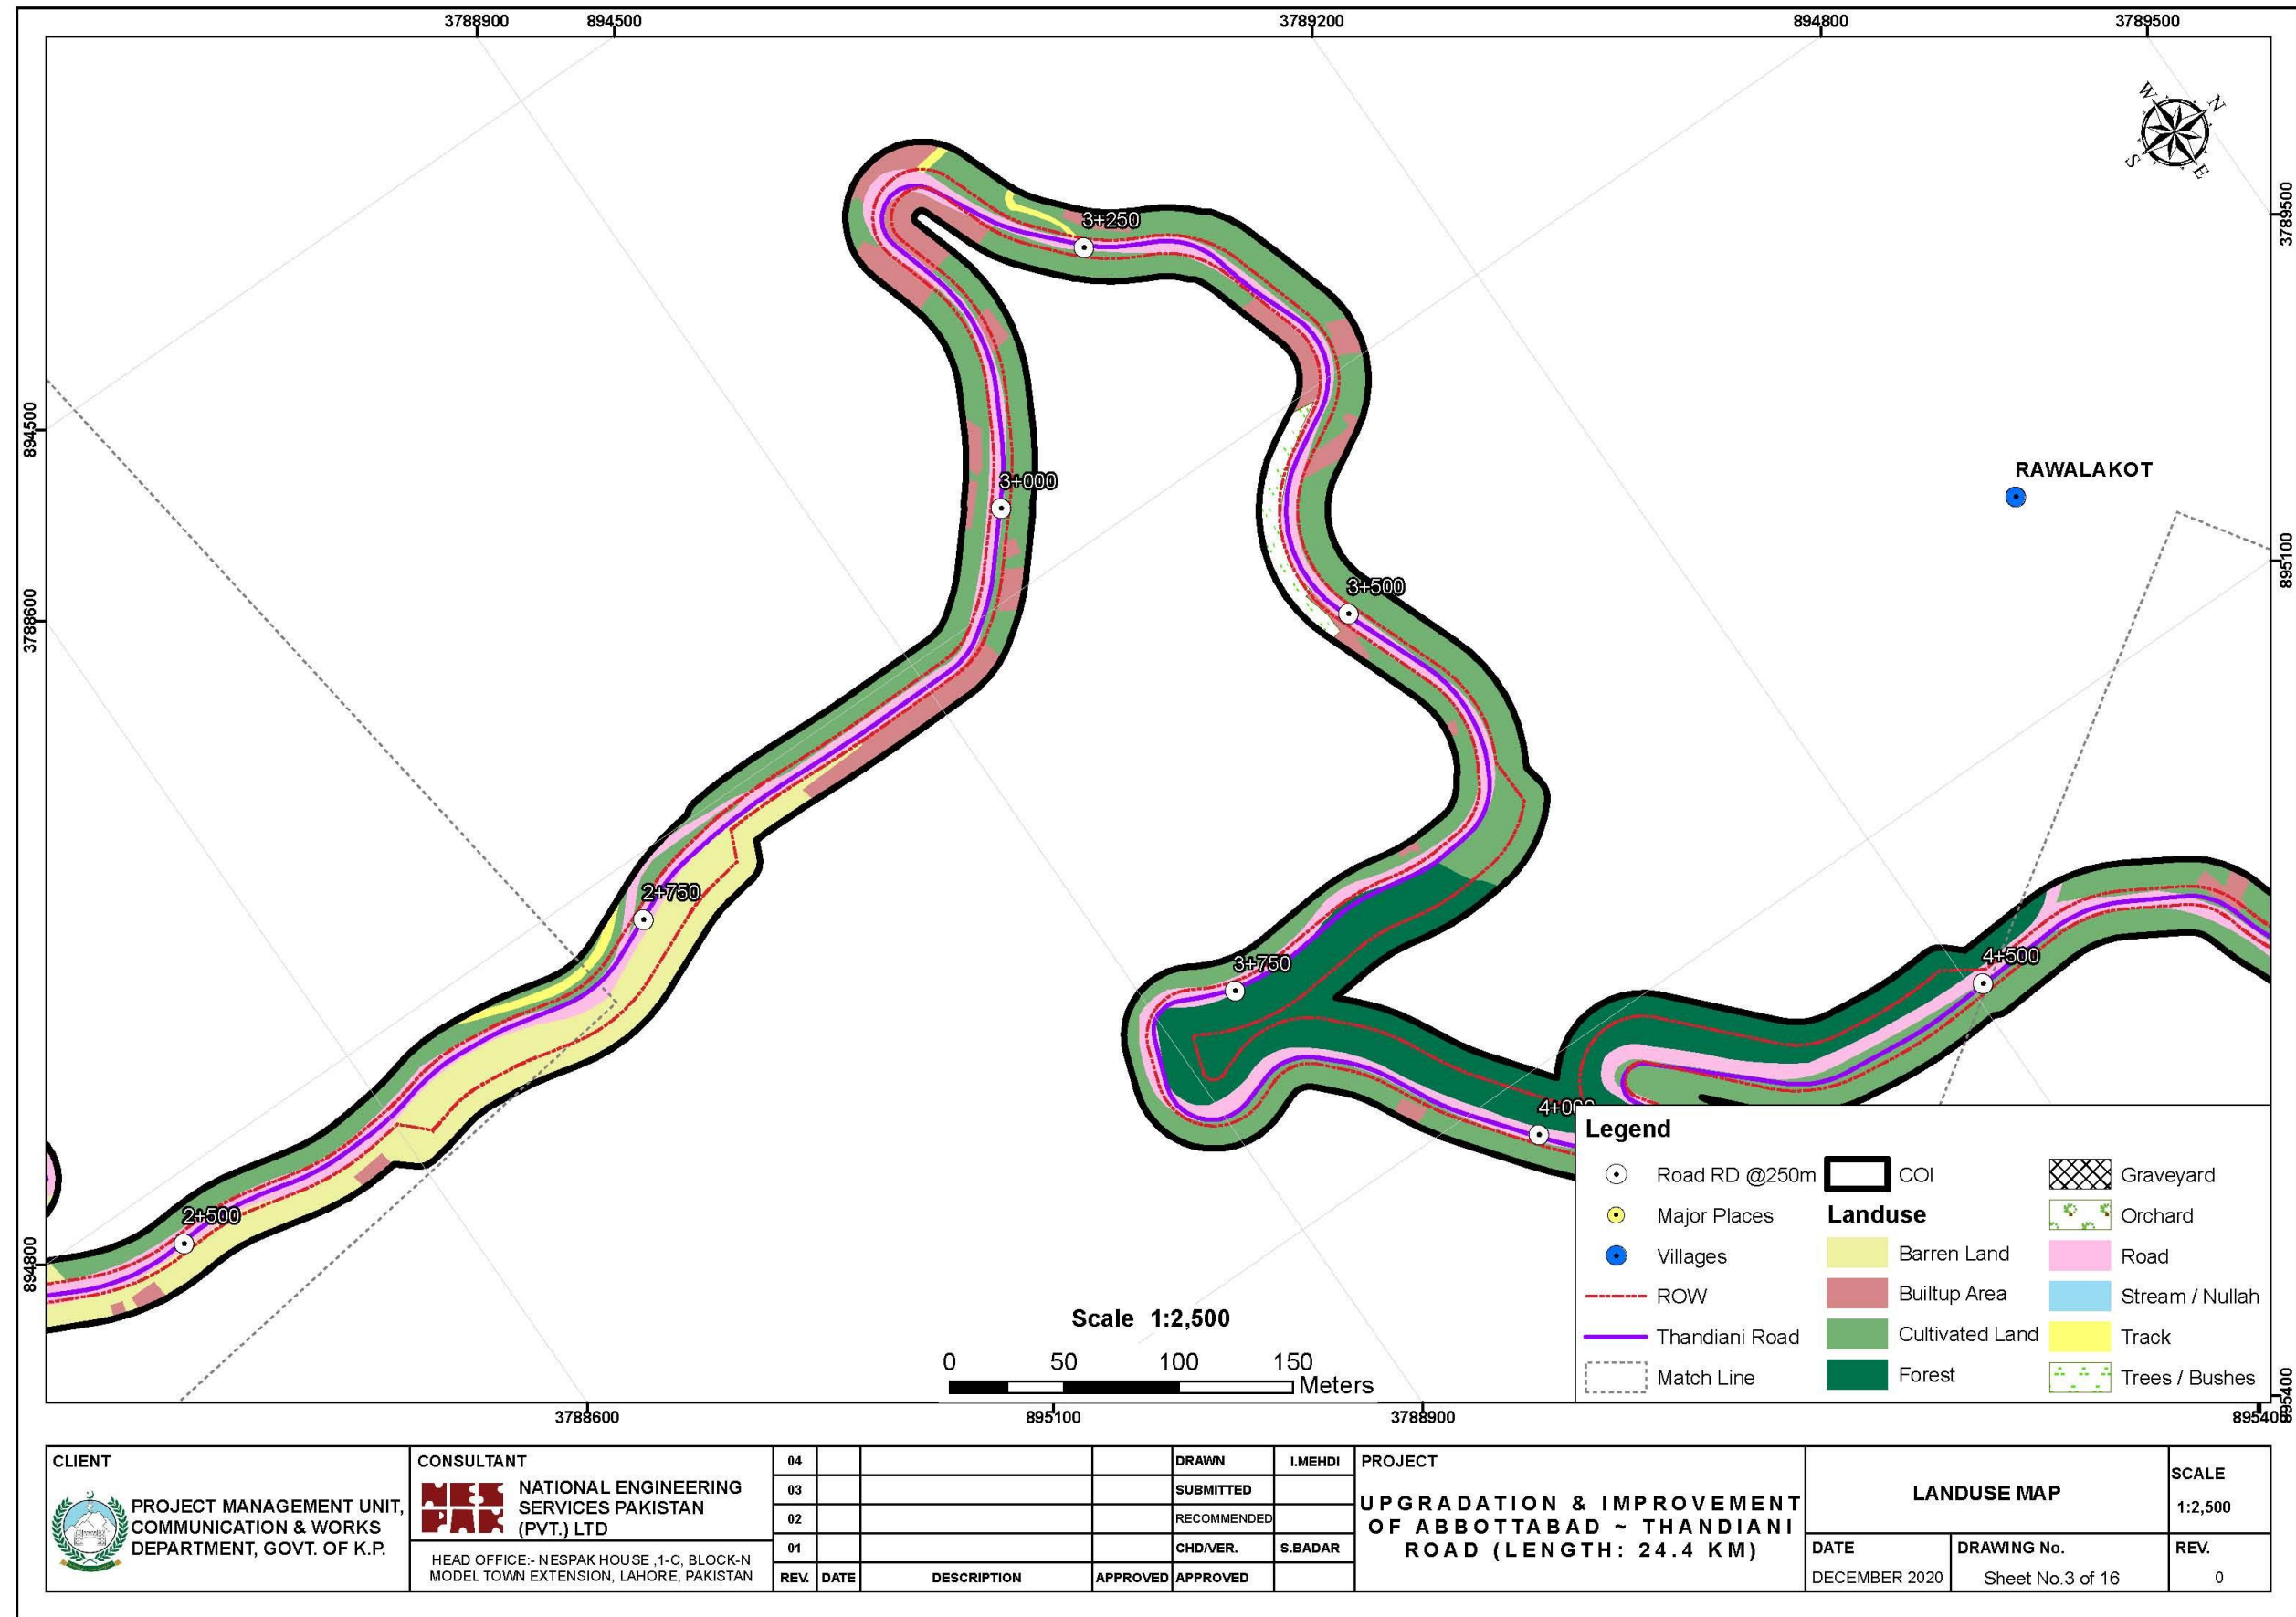 3788900
894500
3789200
894800
3789500
W
N
S
E
3789500
3+250
RAWALAKOT
894500
3+000
895100
3+500
3788600
2+750
4+500
3+750
4+00
2+500
894800
Legend
Road RD @250m
Major Places
Villages
ROW
Thandiani Road
Match Line
COI
Landuse
Barren Land
Builtup Area
Cultivated Land
Forest
Graveyard
Orchard
Road
Stream / Nullah
Track
Trees / Bushes
Scale 1:2,500
0 50 100 150
Meters
895400
3788600
895100
3788900
895400
CLIENT
PROJECT MANAGEMENT UNIT,
COMMUNICATION & WORKS
DEPARTMENT, GOVT. OF K.P.
CONSULTANT
NES
PAK
NATIONAL ENGINEERING
SERVICES PAKISTAN
(PVT.) LTD
HEAD OFFICE:- NESPAK HOUSE ,1-C, BLOCK-N
MODEL TOWN EXTENSION, LAHORE, PAKISTAN
04
03
02
01
REV. DATE DESCRIPTION APPROVED
DRAWN I.MEHDI
SUBMITTED
RECOMMENDED
CHD/VER. S.BADAR
APPROVED
PROJECT
UPGRADATION & IMPROVEMENT
OF ABBOTTABAD ~ THANDIANI
ROAD (LENGTH: 24.4 KM)
LANDUSE MAP
SCALE
1:2,500
DATE
DECEMBER 2020
DRAWING No.
Sheet No.3 of 16
REV.
0